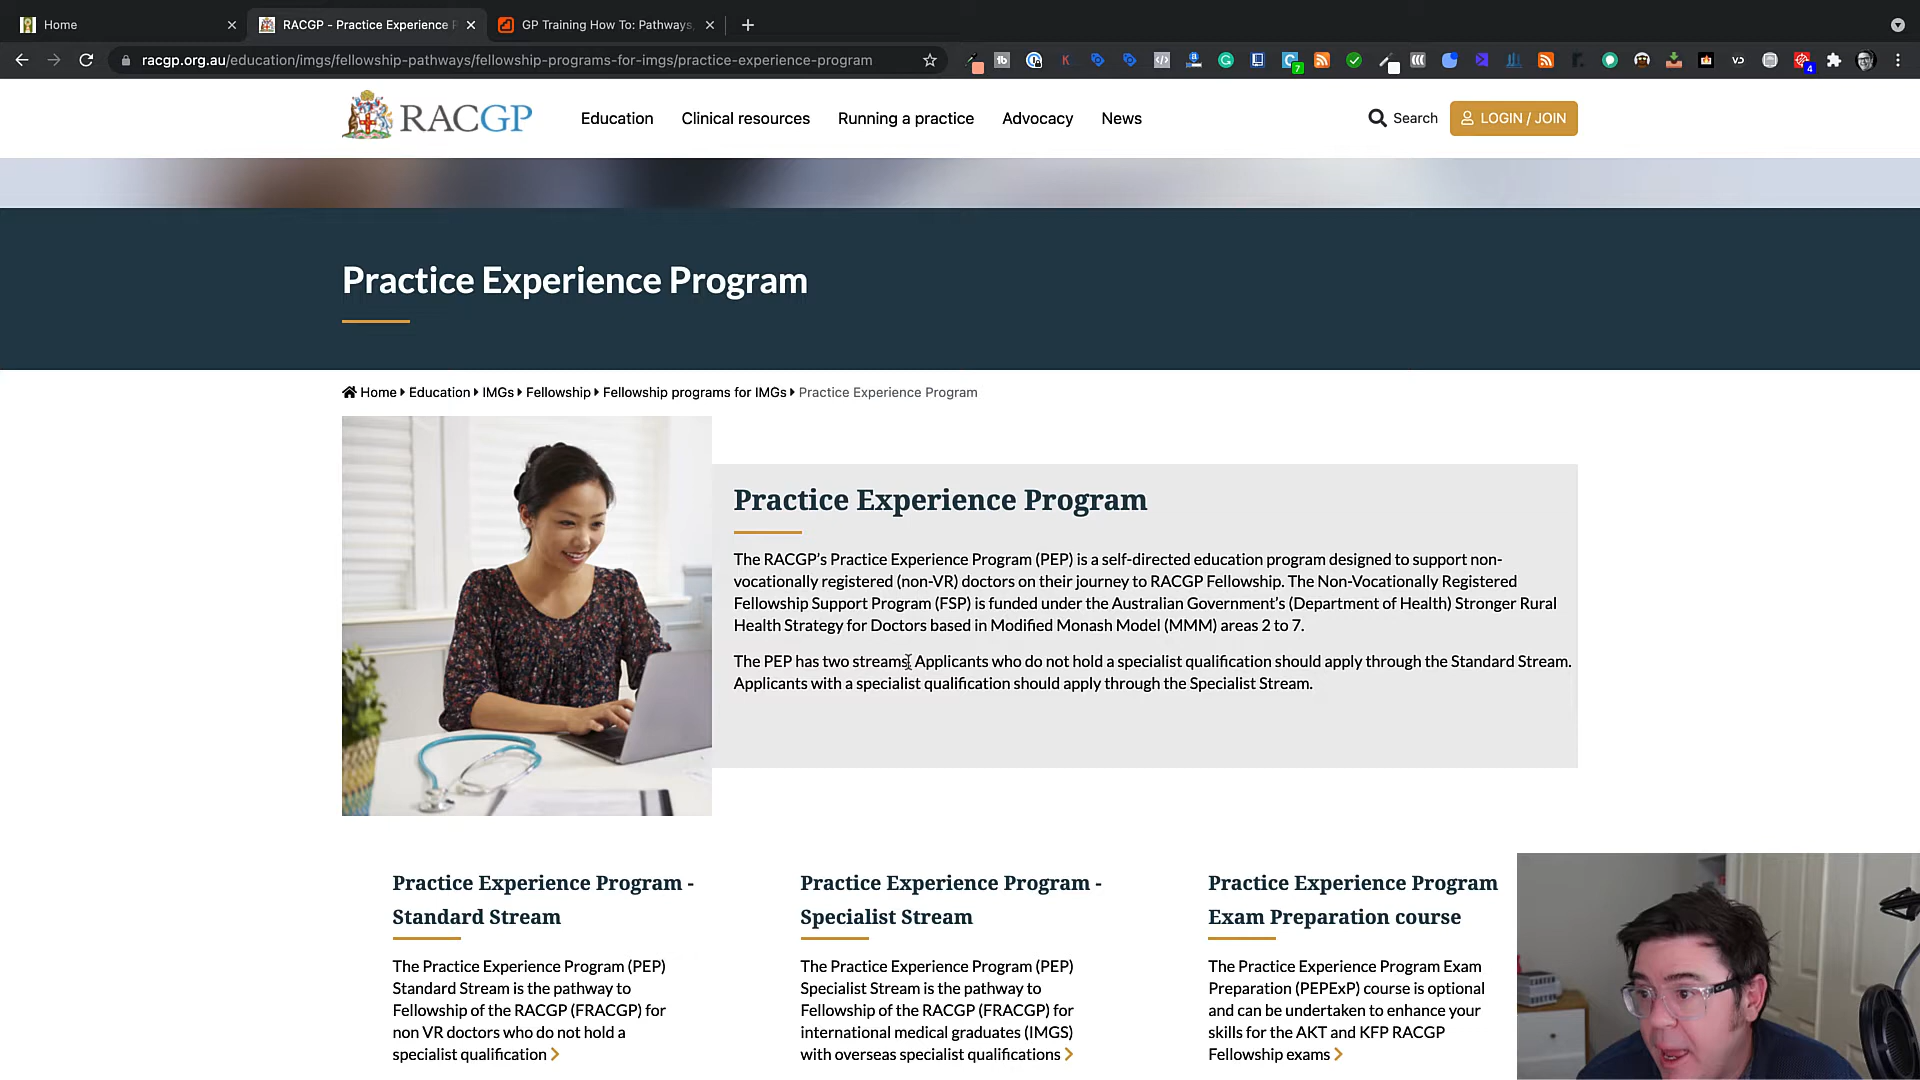 Home
RACGP - Practice Experience P
GP Training How To: Pathways,
racgp.org.au/education/imgs/fellowship-pathways/fellowship-programs-for-imgs/practice-experience-program
RACGP
Education
Clinical resources
Running a practice
Advocacy
News
Search
LOGIN / JOIN
Practice Experience Program
Home
Education
IMGs
Fellowship
Fellowship programs for IMGs
Practice Experience Program
Practice Experience Program
The RACGP's Practice Experience Program (PEP) is a self-directed education program designed to support non-
vocationally registered (non-VR) doctors on their journey to RACGP Fellowship. The Non-Vocationally Registered
Fellowship Support Program (FSP) is funded under the Australian Government's (Department of Health) Stronger Rural
Health Strategy for Doctors based in Modified Monash Model (MMM) areas 2 to 7.
The PEP has two streams. Applicants who do not hold a specialist qualification should apply through the Standard Stream.
Applicants with a specialist qualification should apply through the Specialist Stream.
Practice Experience Program -
Standard Stream
The Practice Experience Program (PEP)
Standard Stream is the pathway to
Fellowship of the RACGP (FRACGP) for
non VR doctors who do not hold a
specialist qualification
Practice Experience Program -
Specialist Stream
The Practice Experience Program (PEP)
Specialist Stream is the pathway to
Fellowship of the RACGP (FRACGP) for
international medical graduates (IMGS)
with overseas specialist qualifications
Practice Experience Program
Exam Preparation course
The Practice Experience Program Exam
Preparation (PEPExP) course is optional
and can be undertaken to enhance your
skills for the AKT and KFP RACGP
Fellowship exams